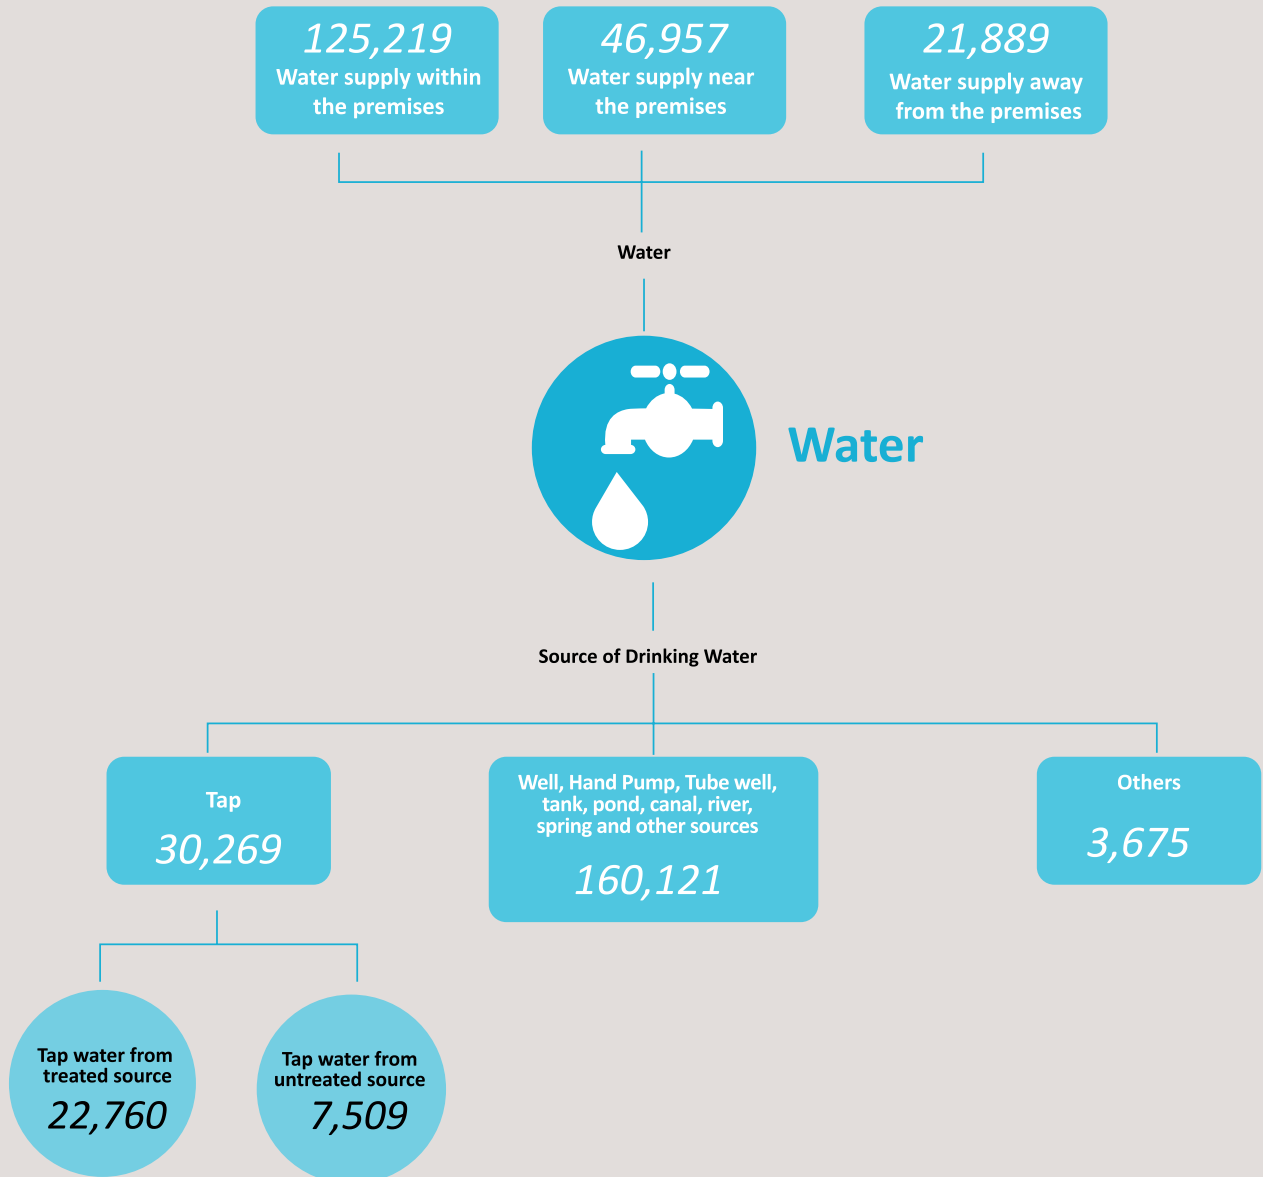 125,219
Water supply within
the premises
46,957
Water supply near
the premises
21,889
Water supply away
from the premises
Water
Water
Source of Drinking Water
Tap
30,269
Well, Hand Pump, Tube well,
tank, pond, canal, river,
spring and other sources
160,121
Others
3,675
Tap water from
treated source
22,760
Tap water from
untreated source
7,509